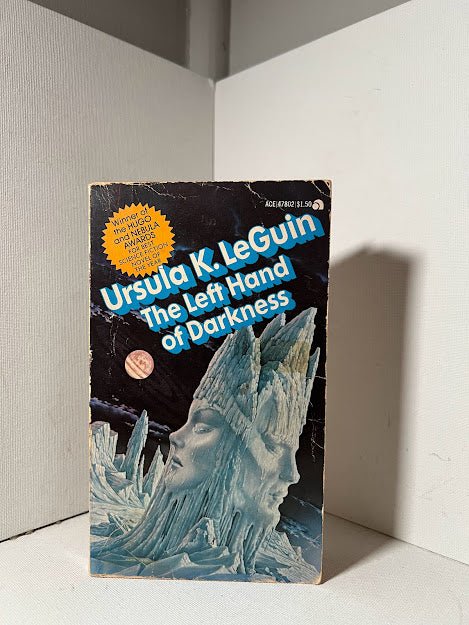 ACE|47802|$1.50
Winner of
the HUGO
and NEBULA
AWARDS
FOR BEST
SCIENCE FICTION
NOVEL OF
THE YEAR
Ursula K. LeGuin
The Left Hand
of Darkness